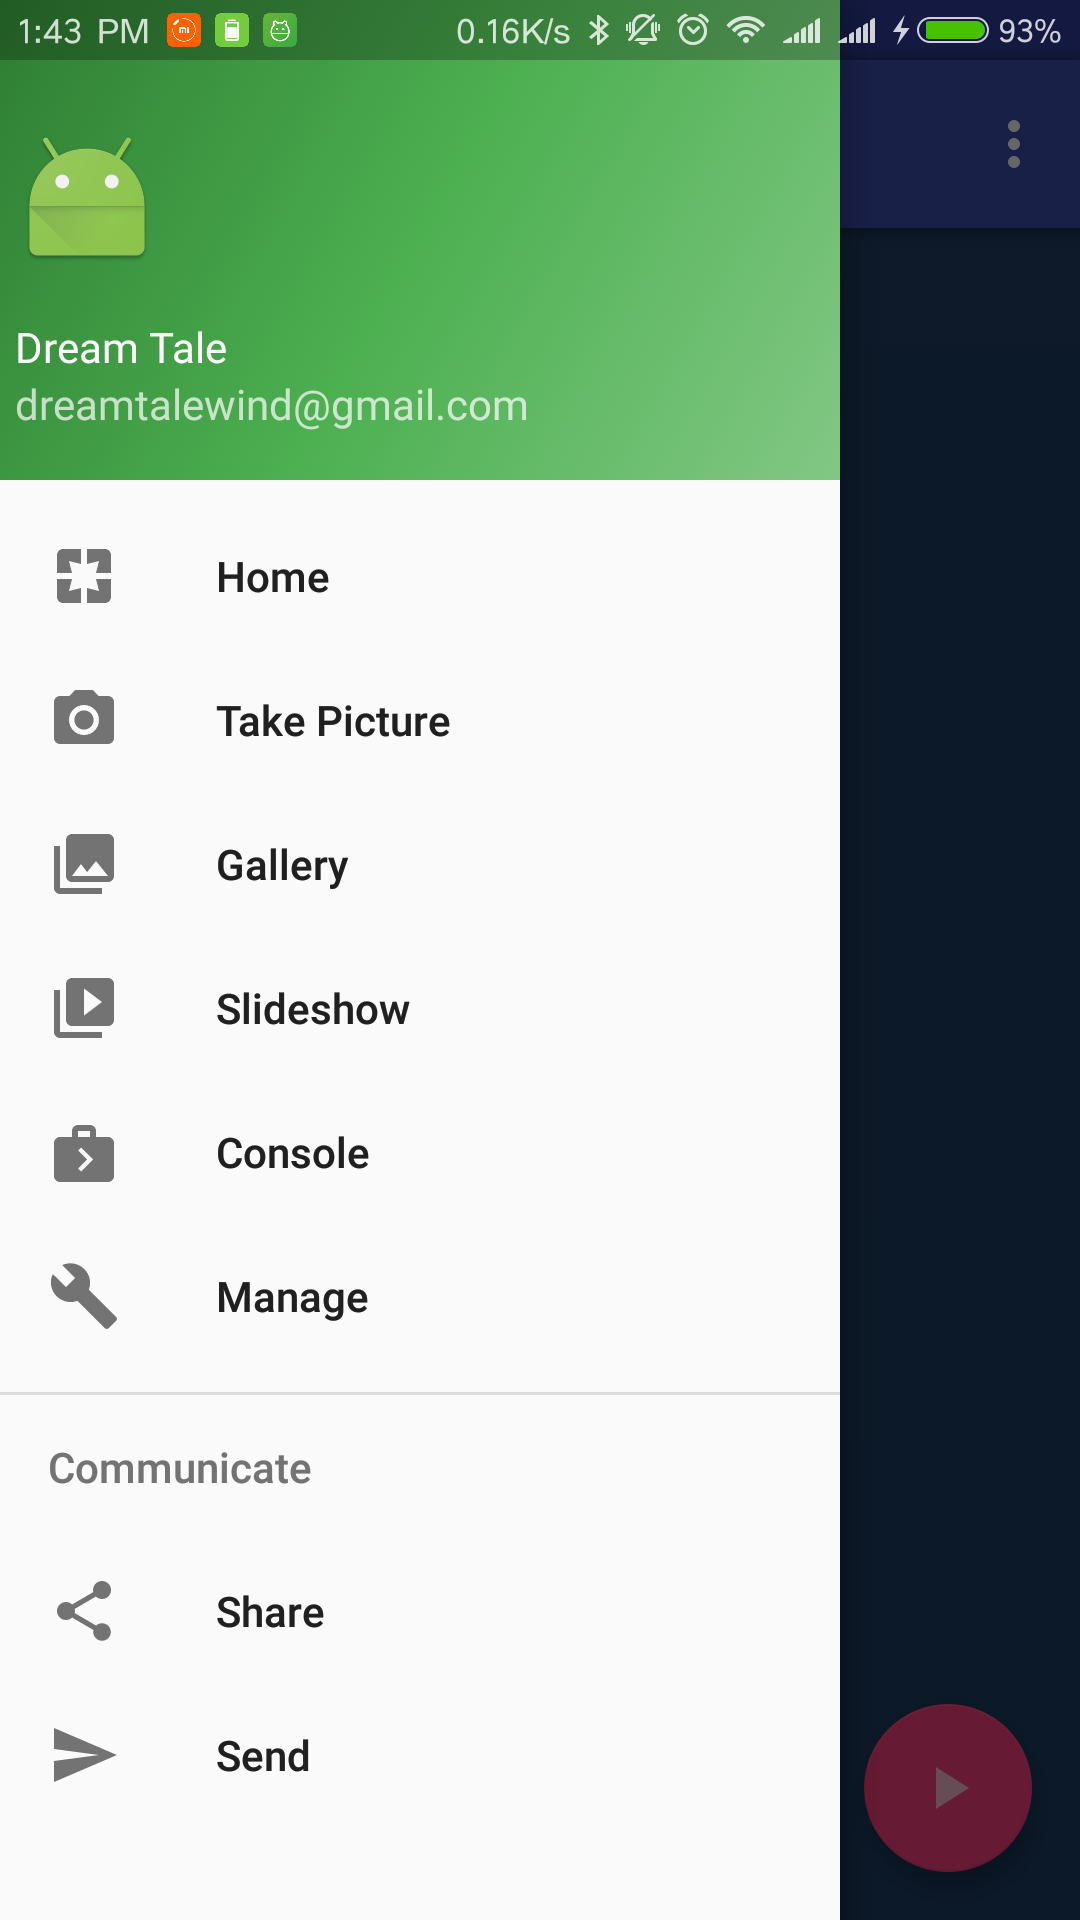 1:43 PM 0.16K/s 93%
Dream Tale
dreamtalewind@gmail.com
Home
Take Picture
Gallery
Slideshow
Console
Manage
Communicate
Share
Send